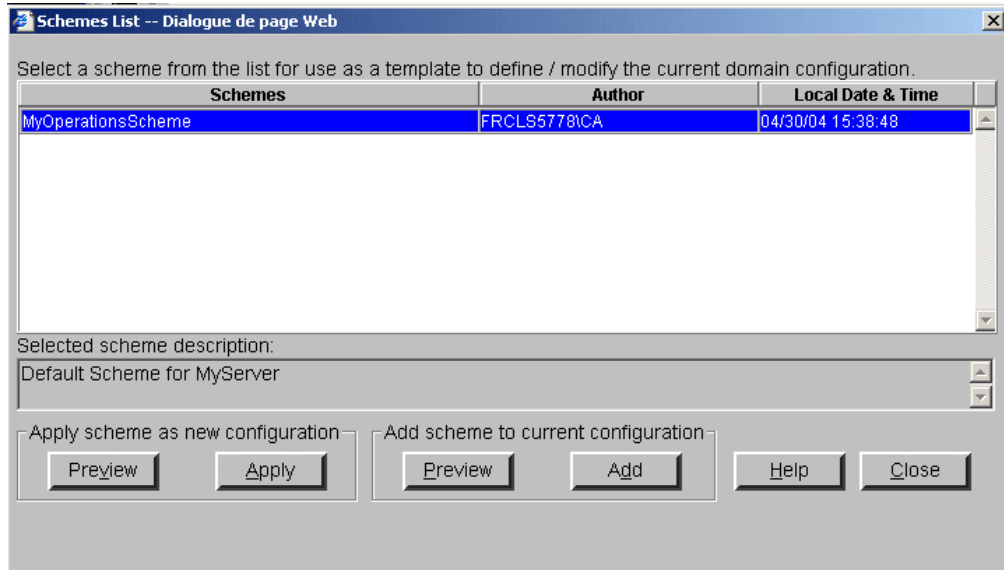 Schemes List -- Dialogue de page Web
Select a scheme from the list for use as a template to define / modify the current domain configuration.
Schemes Author Local Date & Time
MyOperationsScheme FRCLS5778\CA 04/30/04 15:38:48
Selected scheme description:
Default Scheme for MyServer
Apply scheme as new configuration Add scheme to current configuration
Preview Apply Preview Add Help Close